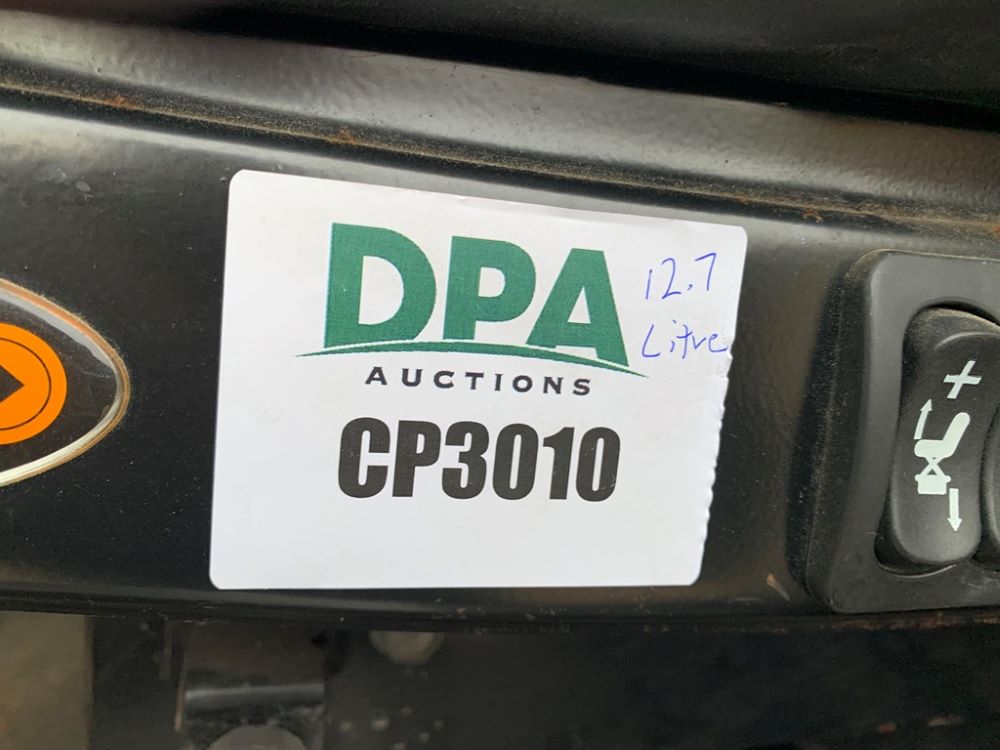 DPA
AUCTIONS
CP3010
12.7
Litre